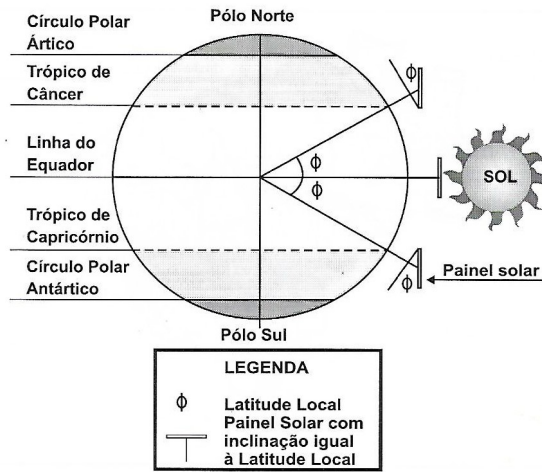 Pólo Norte
Círculo Polar
Ártico
Trópico de
Câncer
Linha do
Equador
Trópico de
Capricórnio
Círculo Polar
Antártico
ϕ
ϕ
ϕ
ϕ
SOL
Painel solar
Pólo Sul
LEGENDA
ϕ Latitude Local
Painel Solar com
inclinação igual
à Latitude Local